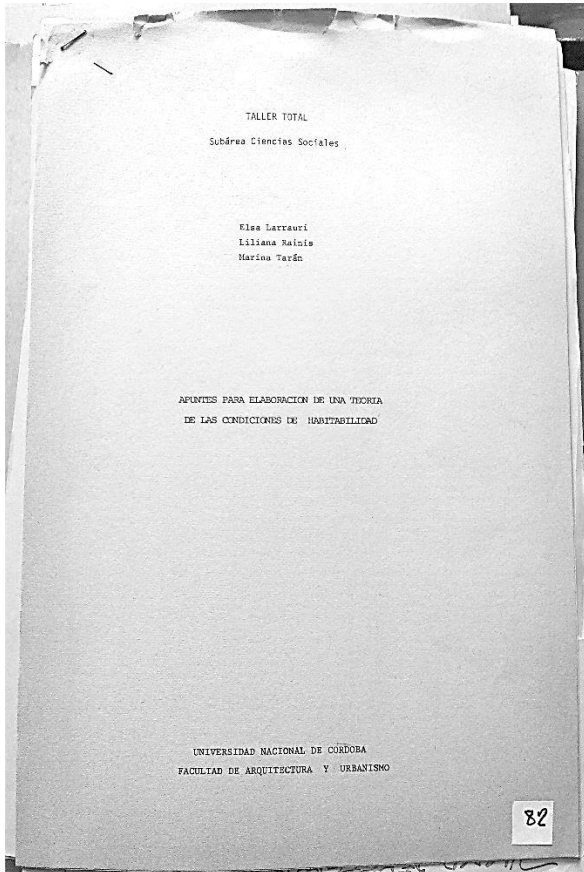 TALLER TOTAL
Subárea Ciencias Sociales
Elsa Larrauri
Liliana Rainis
Marina Tarán
APUNTES PARA ELABORACION DE UNA TEORIA
DE LAS CONDICIONES DE HABITABILIDAD
UNIVERSIDAD NACIONAL DE CORDOBA
FACULTAD DE ARQUITECTURA Y URBANISMO
82